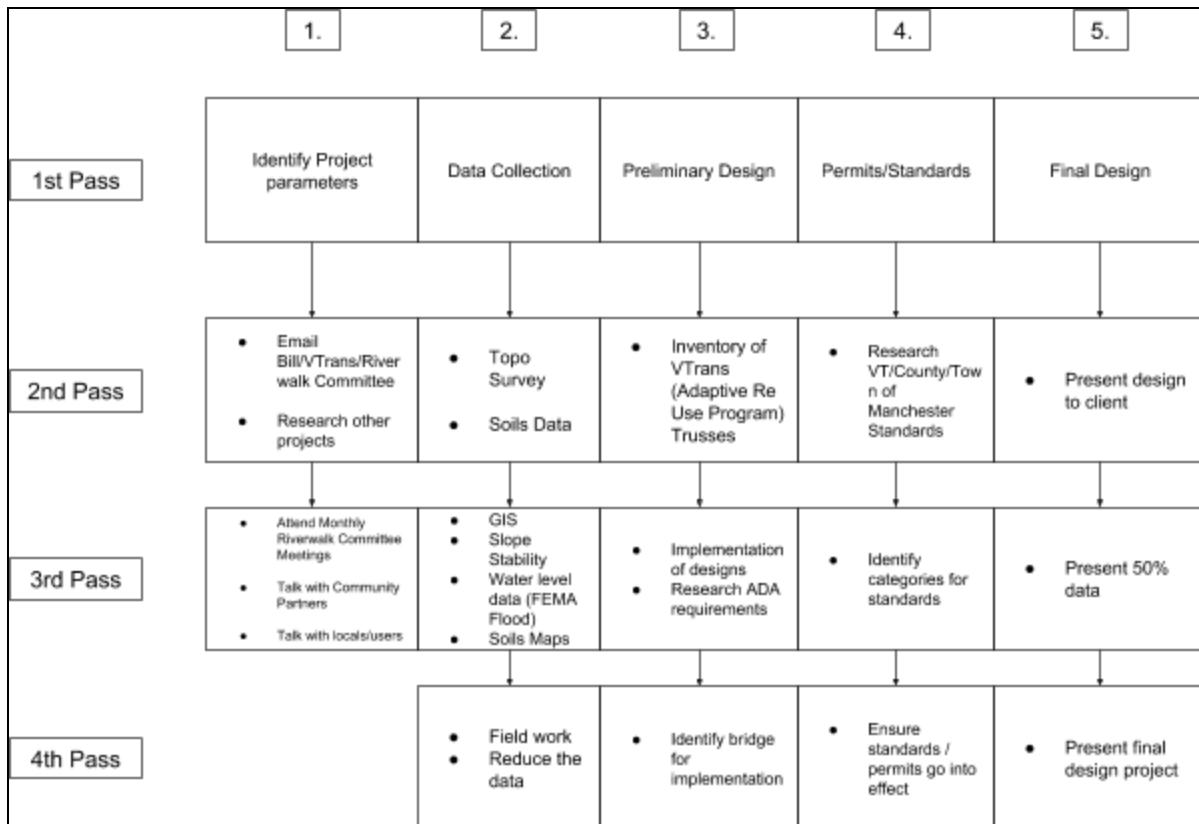 1.
2.
3.
4.
5.
1st Pass
Identify Project
parameters
Data Collection
Preliminary Design
Permits/Standards
Final Design
2nd Pass
● Email
Bill/VTrans/River
walk Committee
● Research other
projects
● Topo
Survey
● Soils Data
● Inventory of
VTrans
(Adaptive Re
Use Program)
Trusses
● Research
VT/County/Tow
n of
Manchester
Standards
● Present design
to client
3rd Pass
● Attend Monthly
Riverwalk Committee
Meetings
● Talk with Community
Partners
● Talk with locals/users
● GIS
● Slope
Stability
● Water level
data (FEMA
Flood)
● Soils Maps
● Implementation
of designs
● Research ADA
requirements
● Identify
categories for
standards
● Present 50%
data
4th Pass
● Field work
● Reduce the
data
● Identify bridge
for
implementation
● Ensure
standards /
permits go into
effect
● Present final
design project